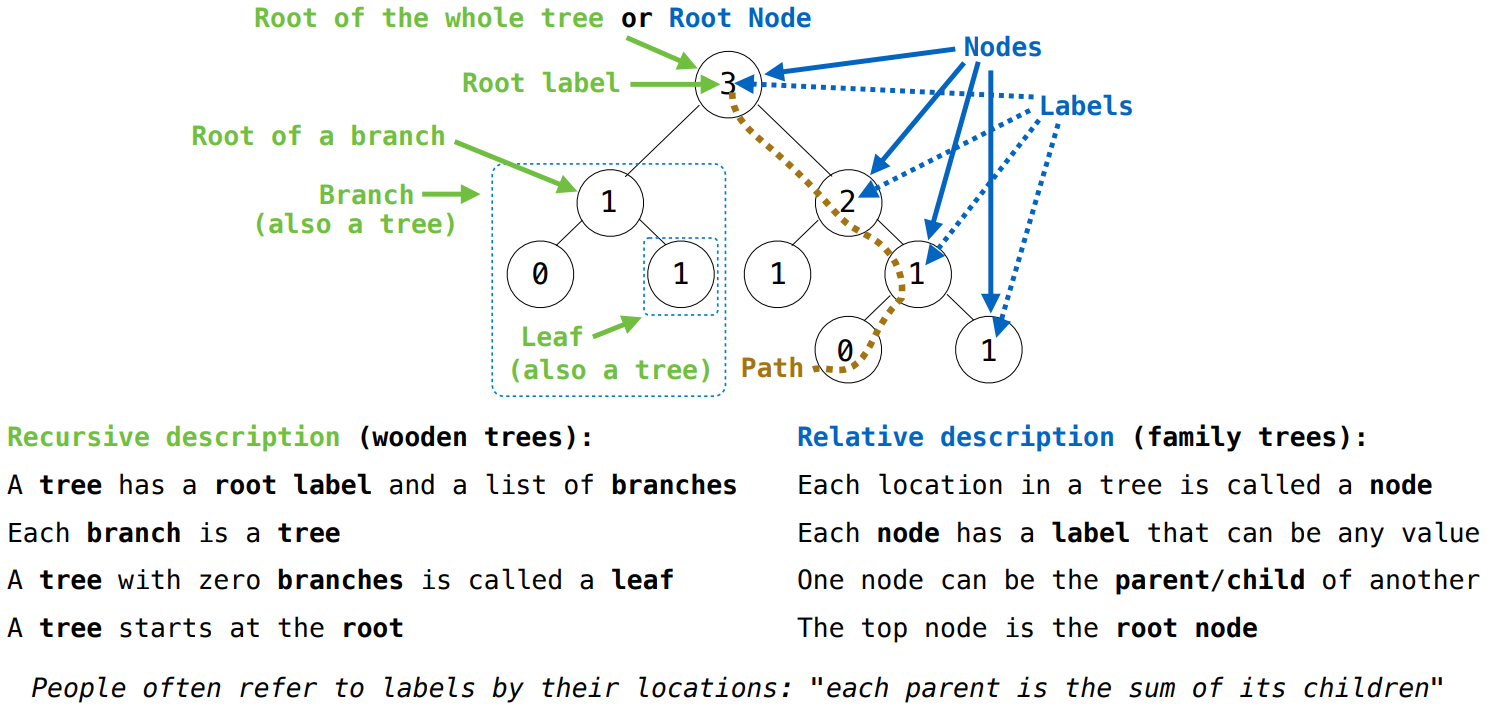 Root of the whole tree or Root Node
Nodes
Root label
3
Labels
Root of a branch
Branch
(also a tree)
1
2
0
1
1
1
Leaf
(also a tree)
Path
0
1
Recursive description (wooden trees):
A tree has a root label and a list of branches
Each branch is a tree
A tree with zero branches is called a leaf
A tree starts at the root
Relative description (family trees):
Each location in a tree is called a node
Each node has a label that can be any value
One node can be the parent/child of another
The top node is the root node
People often refer to labels by their locations: "each parent is the sum of its children"